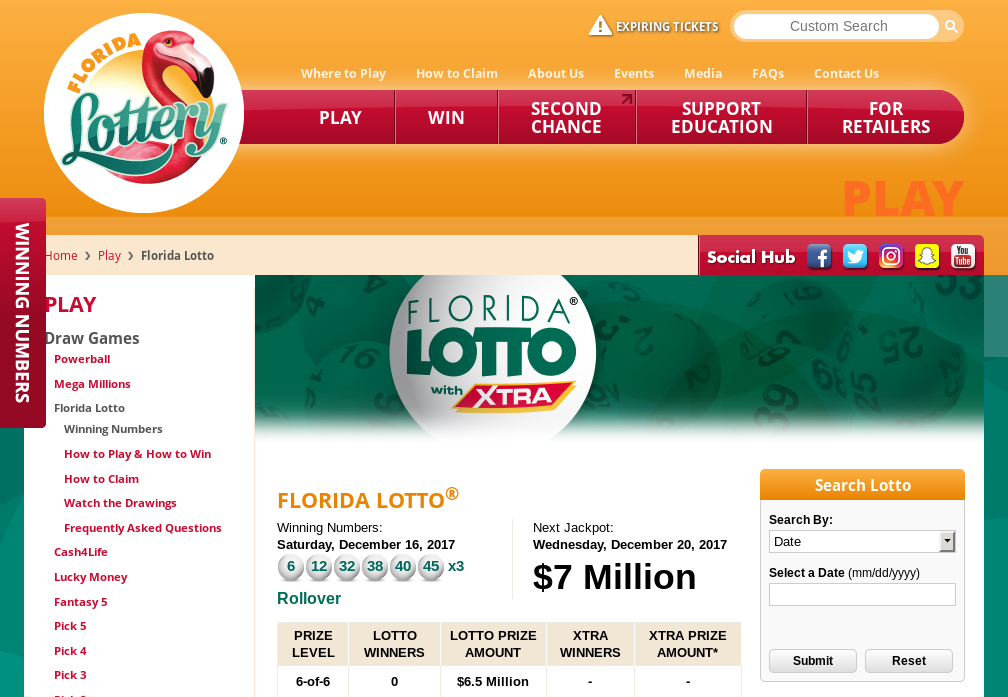 EXPIRING TICKETS
Custom Search
FLORIDA
Lottery®
Where to Play How to Claim About Us Events Media FAQs Contact Us
PLAY WIN SECOND CHANCE SUPPORT EDUCATION FOR RETAILERS
PLAY
WINNING NUMBERS
Home Play Florida Lotto
Social Hub
You Tube
PLAY
Draw Games
Powerball
Mega Millions
Florida Lotto
Winning Numbers
How to Play & How to Win
How to Claim
Watch the Drawings
Frequently Asked Questions
Cash4Life
Lucky Money
Fantasy 5
Pick 5
Pick 4
Pick 3
FLORIDA®
LOTTO
with XTRA
FLORIDA LOTTO®
Winning Numbers:
Saturday, December 16, 2017
6 12 32 38 40 45 x3
Rollover
Next Jackpot:
Wednesday, December 20, 2017
$7 Million
PRIZE LEVEL LOTTO WINNERS LOTTO PRIZE AMOUNT XTRA WINNERS XTRA PRIZE AMOUNT*
6-of-6 0 $6.5 Million - -
Search Lotto
Search By:
Date
Select a Date (mm/dd/yyyy)
Submit Reset